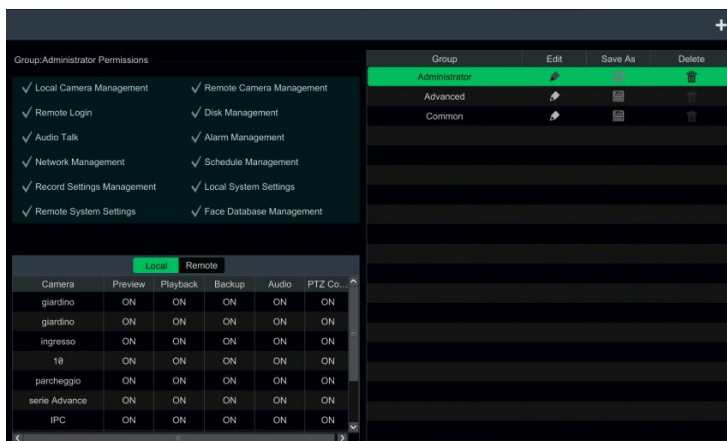 +
Group:Administrator Permissions
Local Camera Management Remote Camera Management
Remote Login Disk Management
Audio Talk Alarm Management
Network Management Schedule Management
Record Settings Management Local System Settings
Remote System Settings Face Database Management
Local Remote
Camera Preview Playback Backup Audio PTZ Co...
giardino ON ON ON ON ON
giardino ON ON ON ON ON
ingresso ON ON ON ON ON
10 ON ON ON ON ON
parcheggio ON ON ON ON ON
serie Advance ON ON ON ON ON
IPC ON ON ON ON ON
Group Edit Save As Delete
Administrator
Advanced
Common